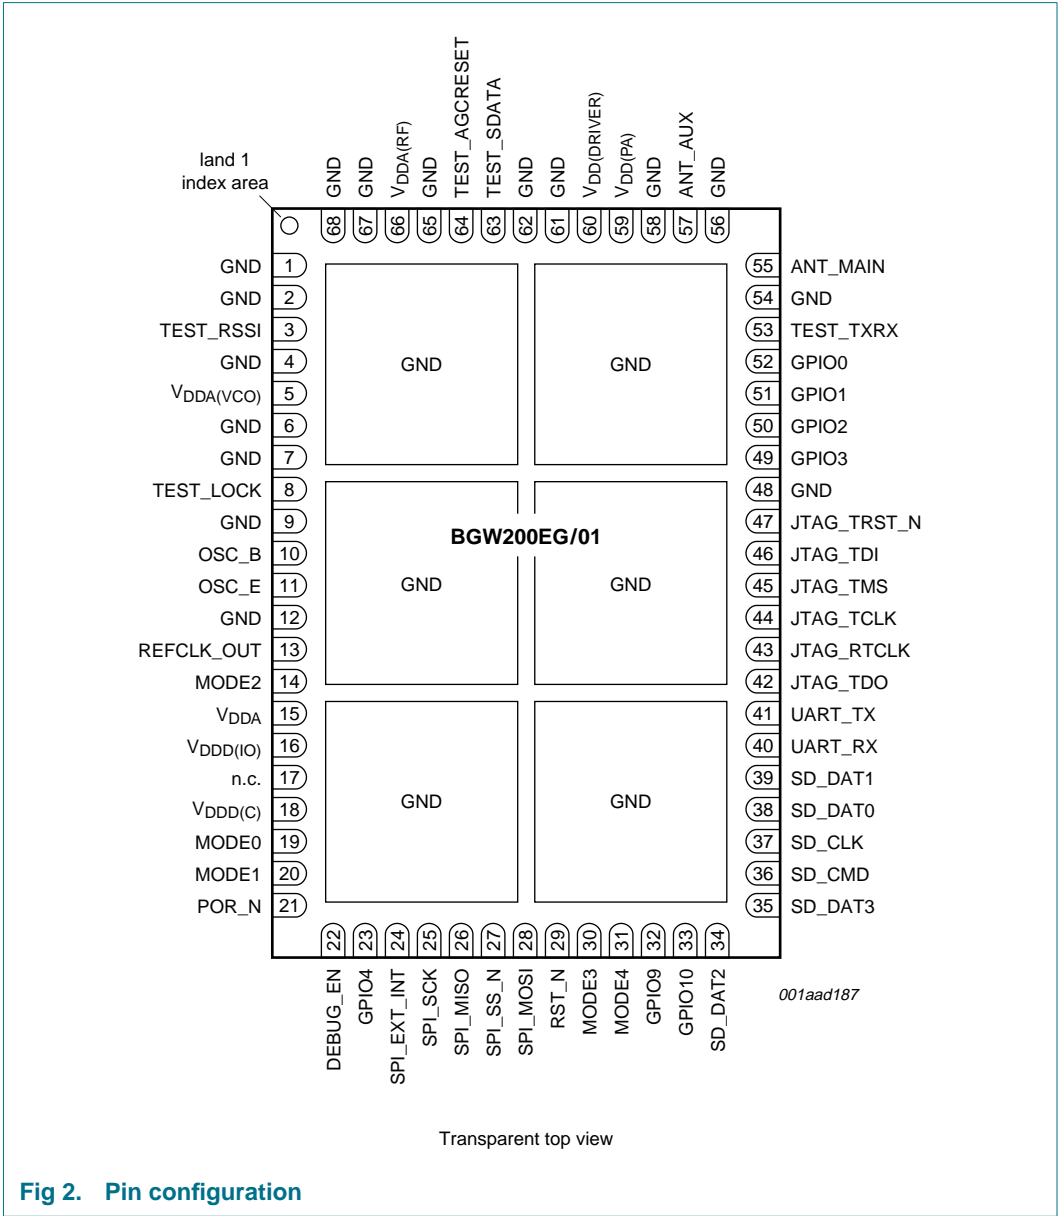 land 1
index area
GND
GND
VDDA(RF)
GND
TEST_AGCRESET
TEST_SDATA
GND
GND
VDD(DRIVER)
VDD(PA)
GND
ANT_AUX
GND
68 67 66 65 64 63 62 61 60 59 58 57 56
GND 1
GND 2
TEST_RSSI 3
GND 4
VDDA(VCO) 5
GND 6
GND 7
TEST_LOCK 8
GND 9
OSC_B 10
OSC_E 11
GND 12
REFCLK_OUT 13
MODE2 14
VDDA 15
VDDD(IO) 16
n.c. 17
VDDD(C) 18
MODE0 19
MODE1 20
POR_N 21
GND GND
BGW200EG/01
GND GND
GND GND
55 ANT_MAIN
54 GND
53 TEST_TXRX
52 GPIO0
51 GPIO1
50 GPIO2
49 GPIO3
48 GND
47 JTAG_TRST_N
46 JTAG_TDI
45 JTAG_TMS
44 JTAG_TCLK
43 JTAG_RTCLK
42 JTAG_TDO
41 UART_TX
40 UART_RX
39 SD_DAT1
38 SD_DAT0
37 SD_CLK
36 SD_CMD
35 SD_DAT3
22 23 24 25 26 27 28 29 30 31 32 33 34
DEBUG_EN
GPIO4
SPI_EXT_INT
SPI_SCK
SPI_MISO
SPI_SS_N
SPI_MOSI
RST_N
MODE3
MODE4
GPIO9
GPIO10
SD_DAT2
001aad187
Transparent top view
Fig 2. Pin configuration